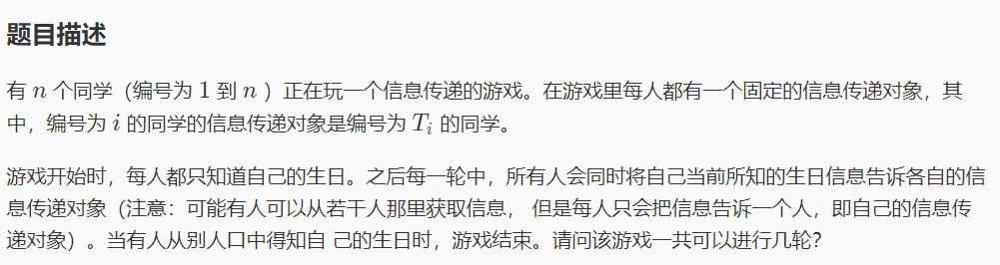 题目描述
有 n 个同学（编号为 1 到 n ）正在玩一个信息传递的游戏。在游戏里每人都有一个固定的信息传递对象，其
中，编号为 i 的同学的信息传递对象是编号为 T_i 的同学。
游戏开始时，每人都只知道自己的生日。之后每一轮中，所有人会同时将自己当前所知的生日信息告诉各自的信
息传递对象（注意：可能有人可以从若干人那里获取信息， 但是每人只会把信息告诉一个人，即自己的信息传
递对象）。当有人从别人口中得知自 己的生日时，游戏结束。请问该游戏一共可以进行几轮？